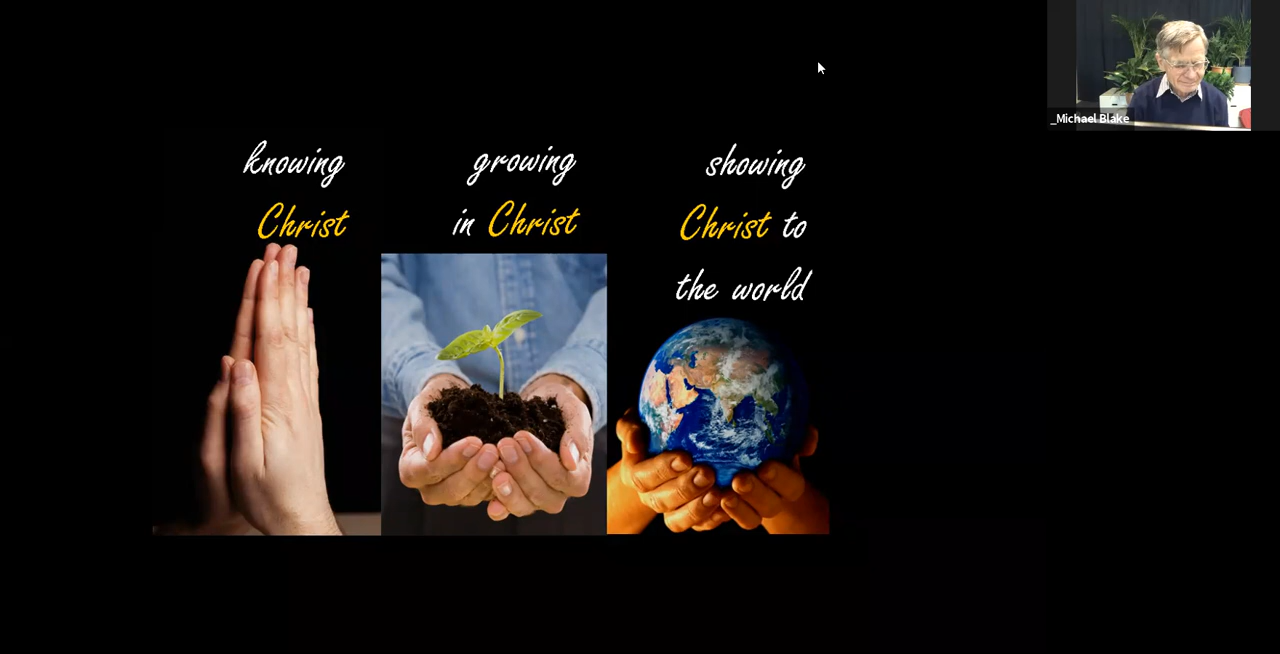 knowing
Christ
growing
in Christ
showing
Christ to
the world
_Michael Blake